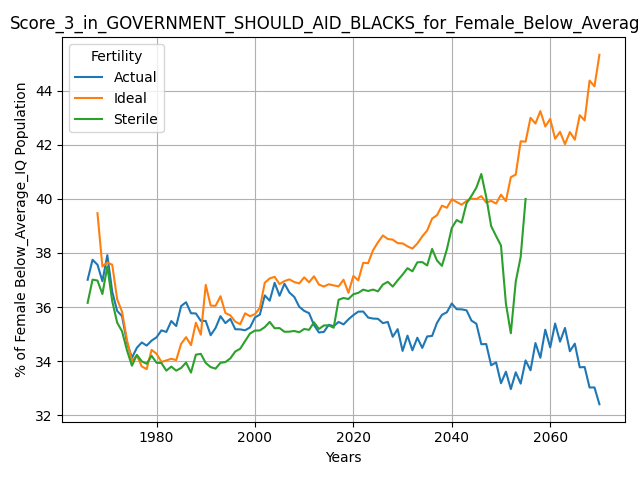 Score_3_in_GOVERNMENT_SHOULD_AID_BLACKS_for_Female_Below_Averag
Fertility
Actual
Ideal
Sterile
% of Female Below_Average_IQ Population
44
42
40
38
36
34
32
1980
2000
2020
2040
2060
Years